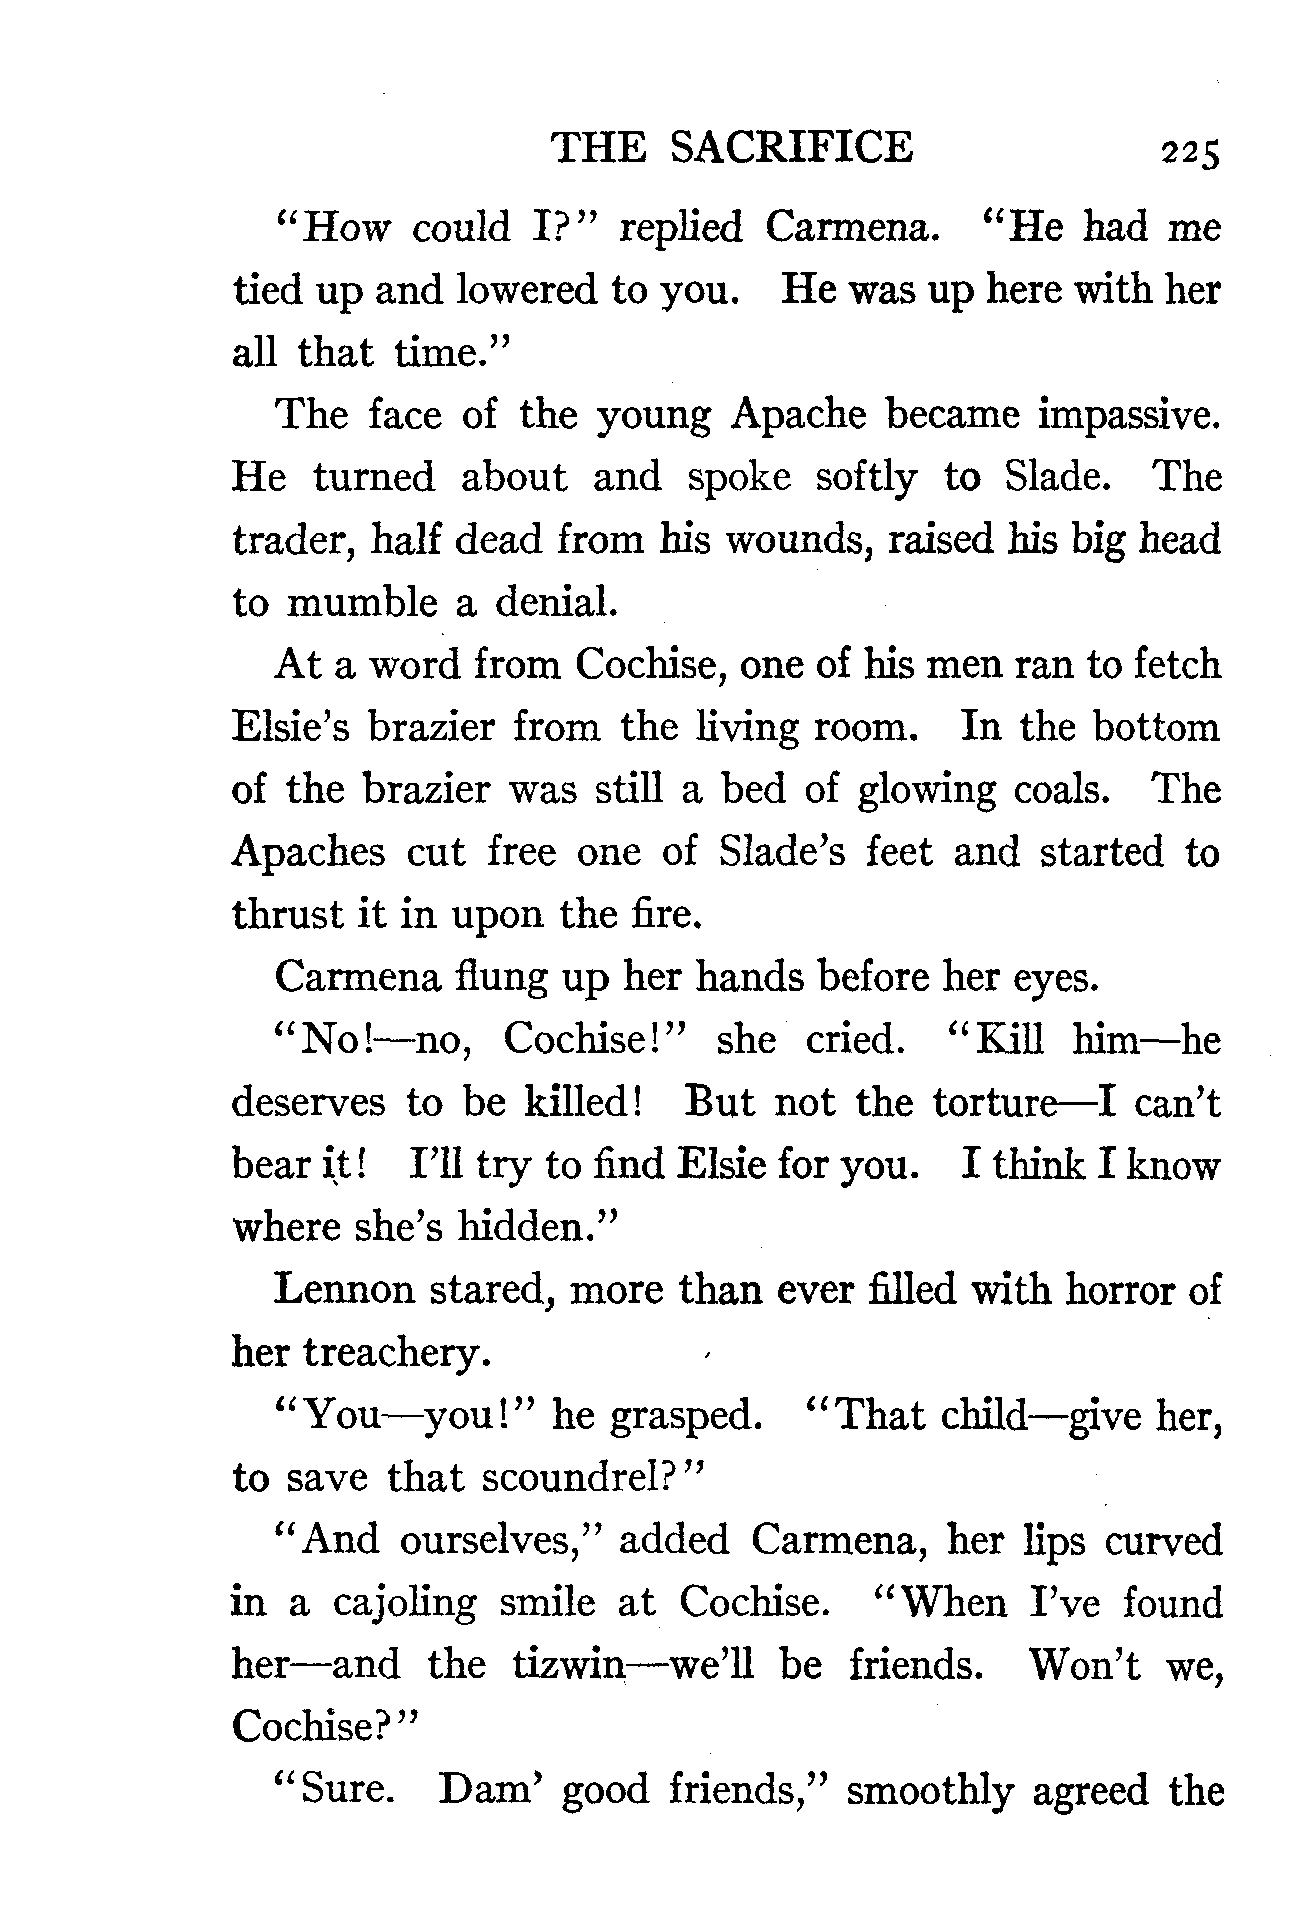 THE SACRIFICE 225
“How could I?” replied Carmena. “He had me
tied up and lowered to you. He was up here with her
all that time.”
The face of the young Apache became impassive.
He turned about and spoke softly to Slade. The
trader, half dead from his wounds, raised his big head
to mumble a denial.
At a word from Cochise, one of his men ran to fetch
Elsie’s brazier from the living room. In the bottom
of the brazier was still a bed of glowing coals. The
Apaches cut free one of Slade’s feet and started to
thrust it in upon the fire.
Carmena flung up her hands before her eyes.
“No!—no, Cochise!” she cried. “Kill him—he
deserves to be killed! But not the torture—I can’t
bear it! I’ll try to find Elsie for you. I think I know
where she’s hidden.”
Lennon stared, more than ever filled with horror of
her treachery.
“You—you!” he grasped. “That child—give her,
to save that scoundrel?”
“And ourselves,” added Carmena, her lips curved
in a cajoling smile at Cochise. “When I’ve found
her—and the tizwin—we’ll be friends. Won’t we,
Cochise?”
“Sure. Dam’ good friends,” smoothly agreed the